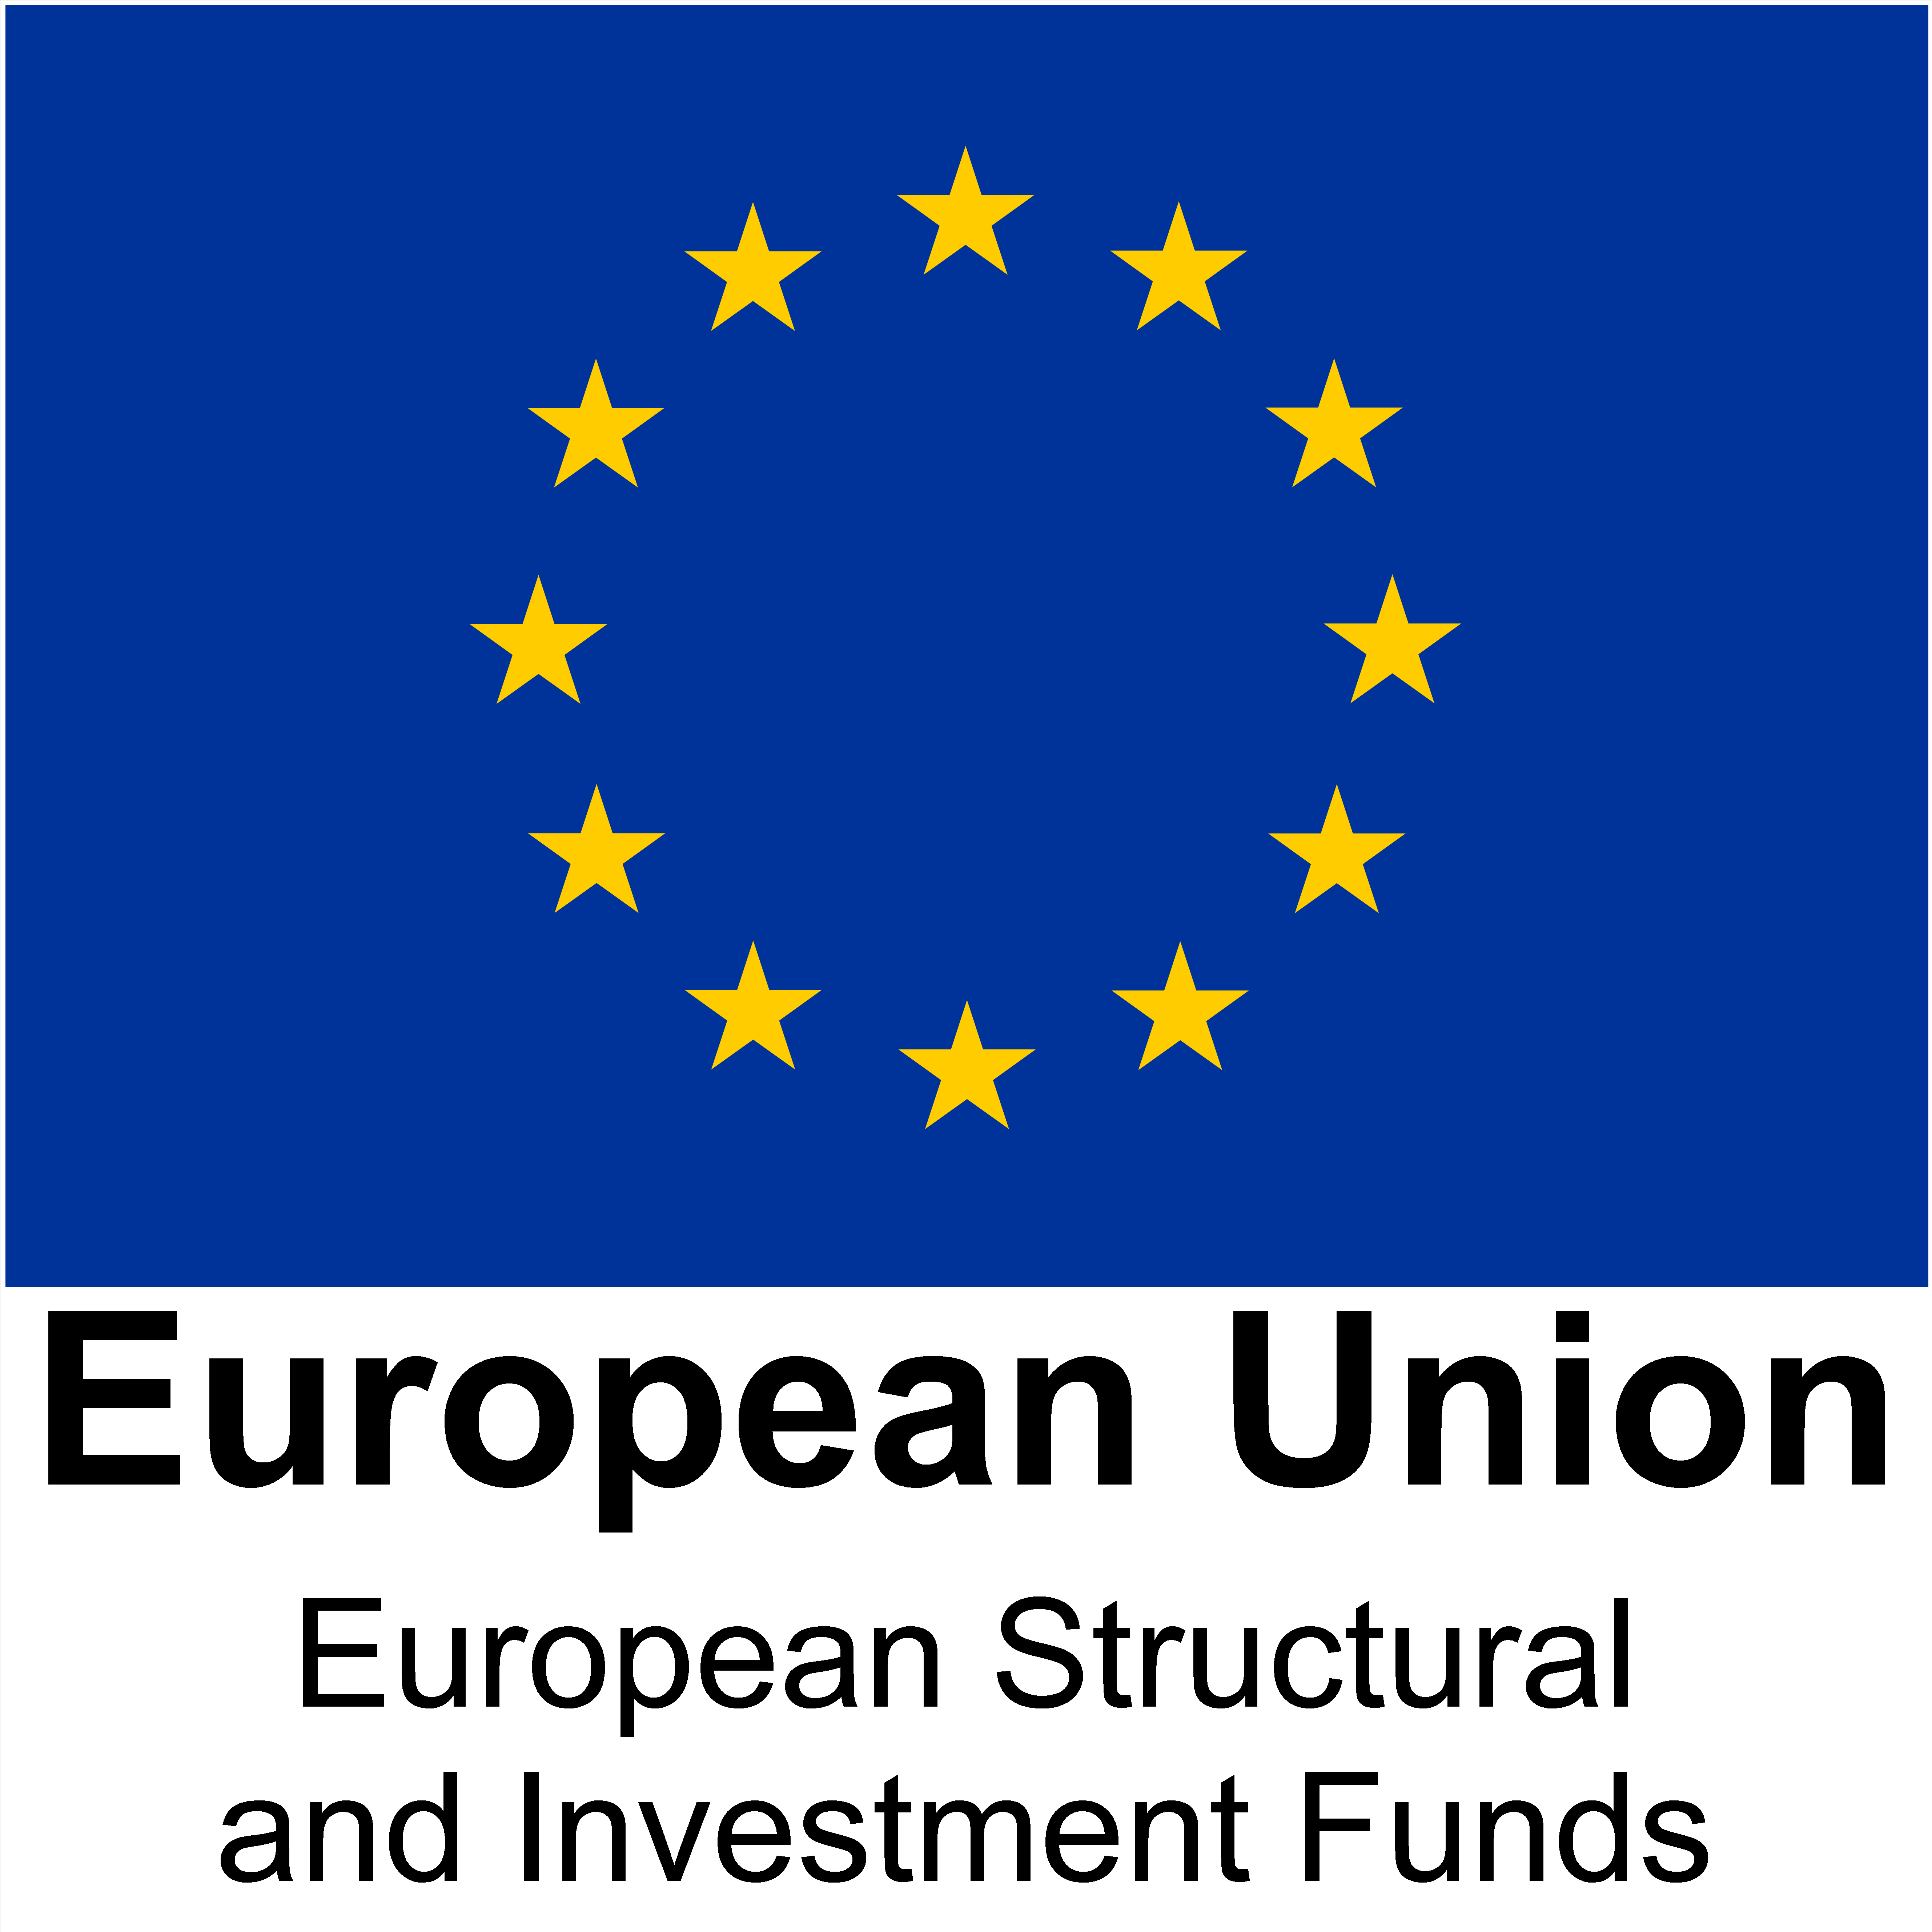 European Union
European Structural
and Investment Funds